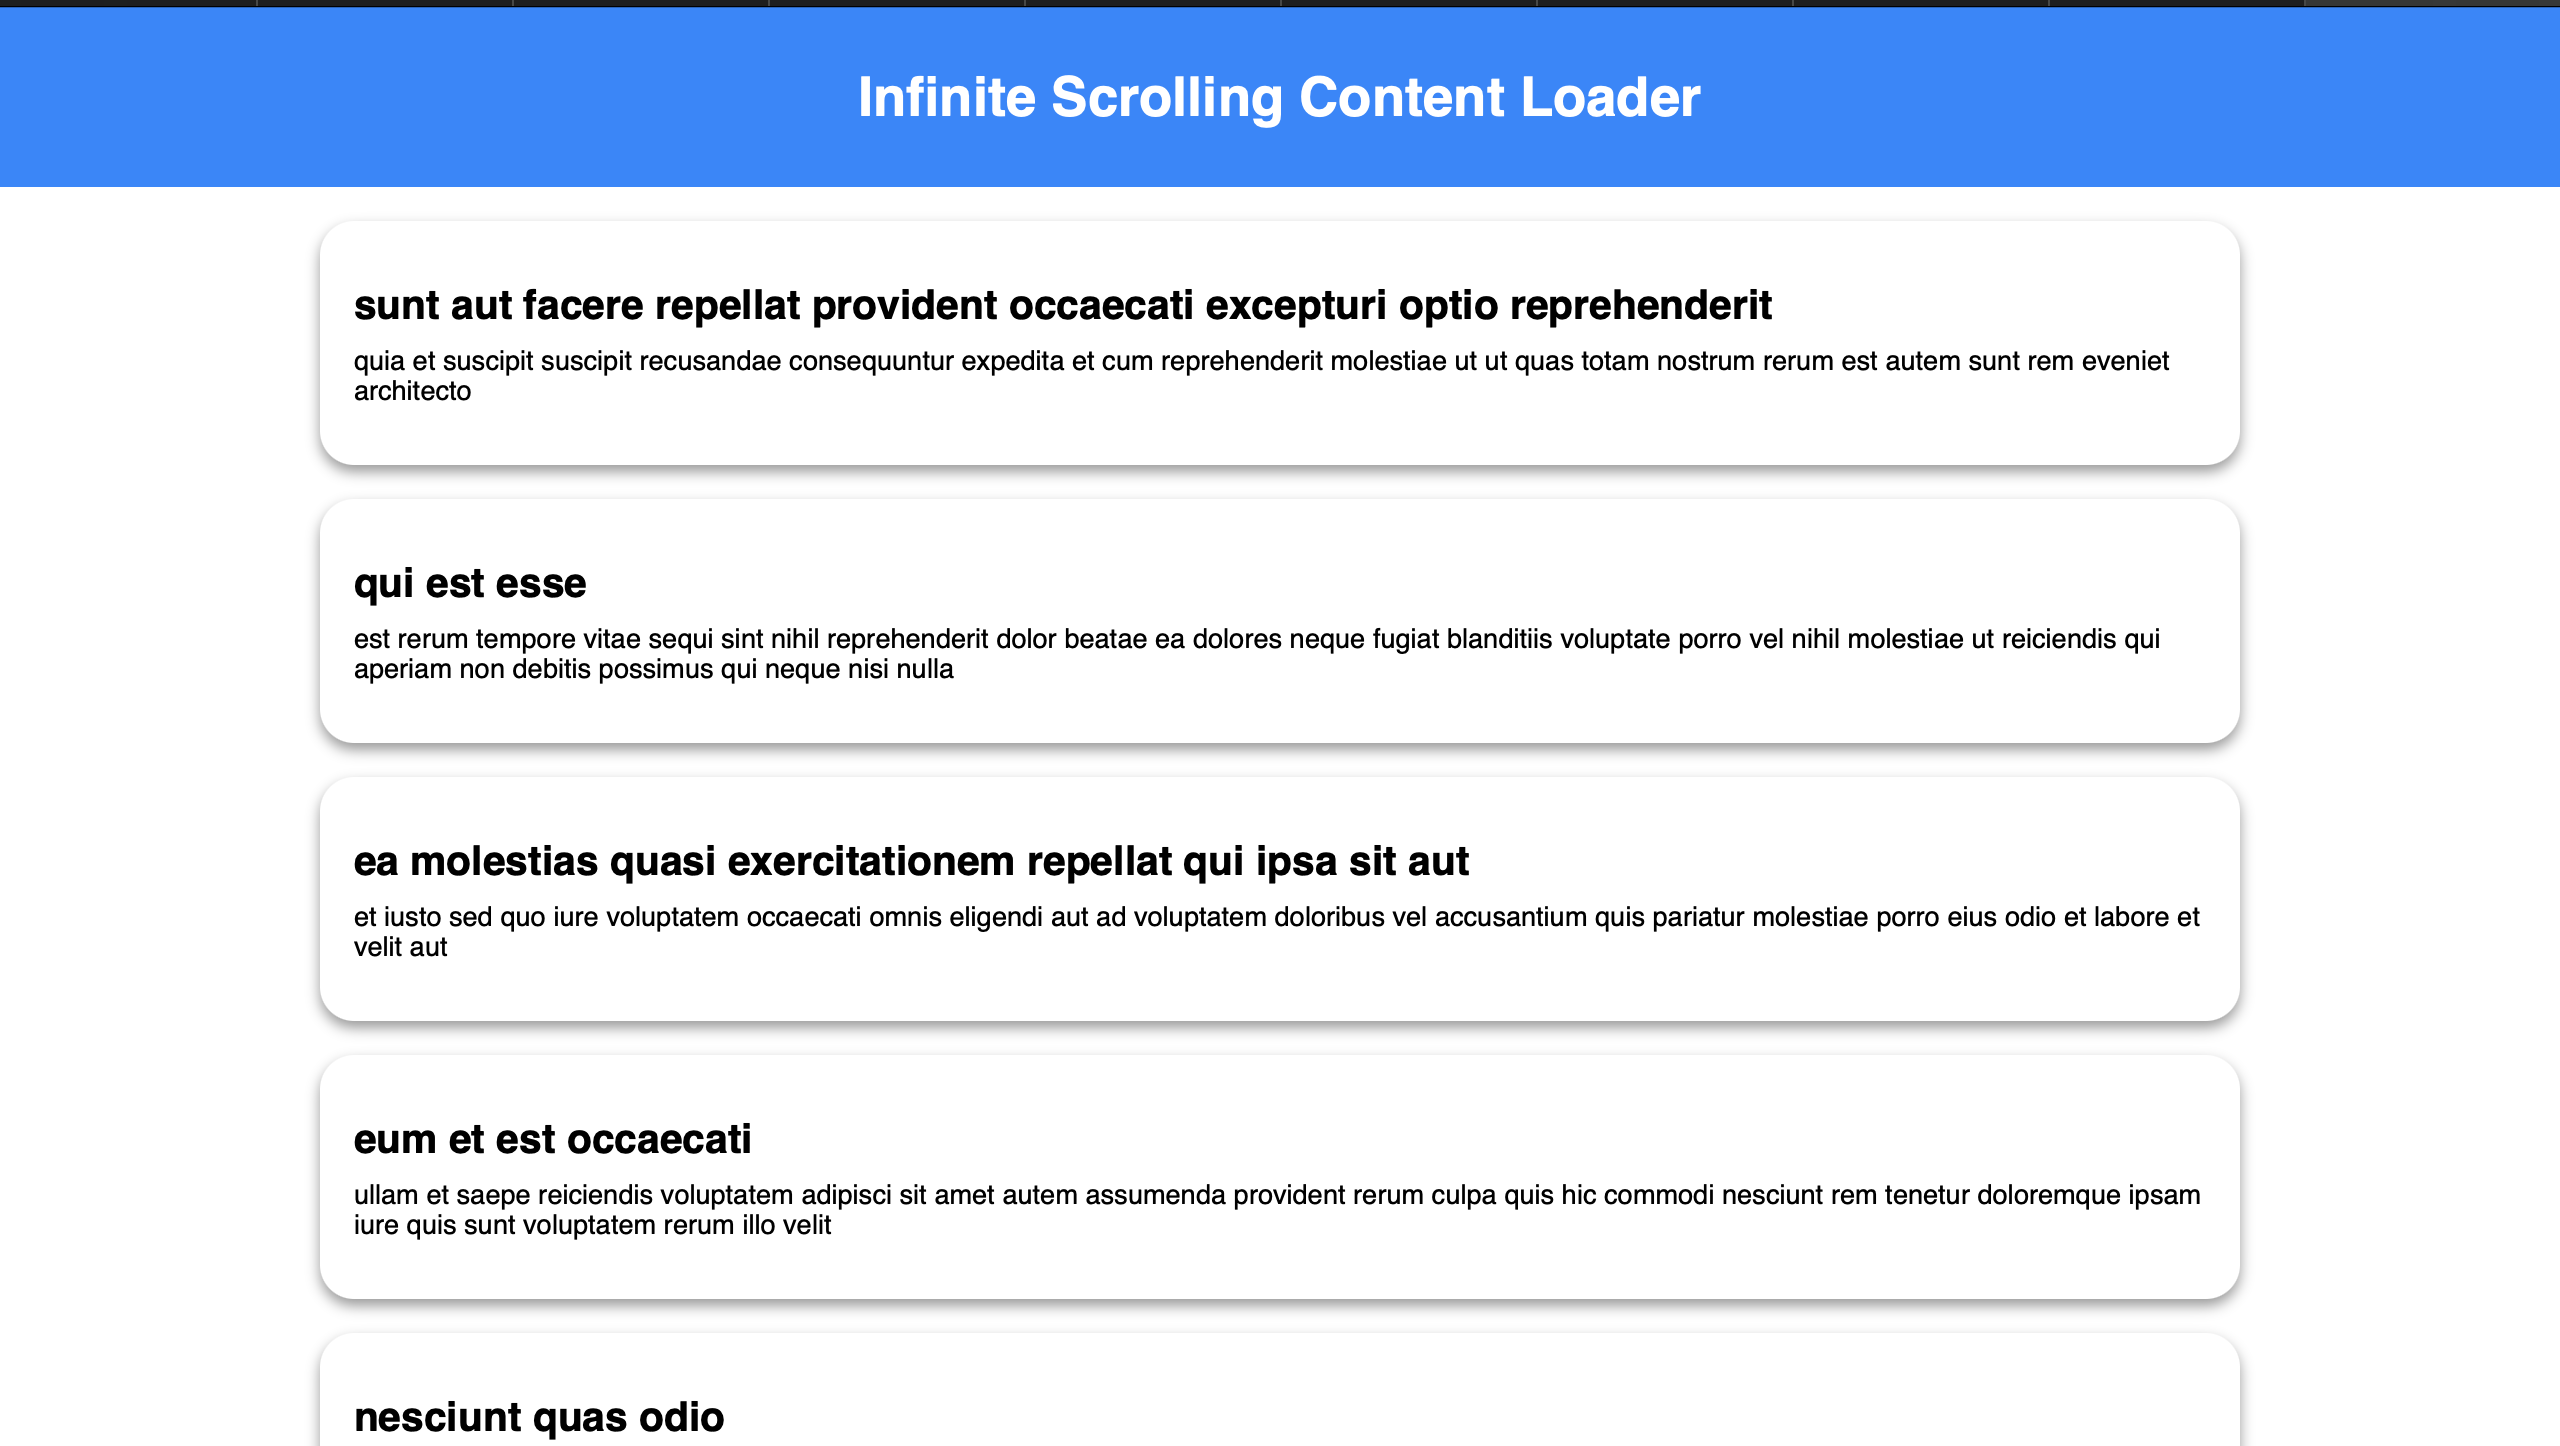 Infinite Scrolling Content Loader
sunt aut facere repellat provident occaecati excepturi optio reprehenderit
quia et suscipit suscipit recusandae consequuntur expedita et cum reprehenderit molestiae ut ut quas totam nostrum rerum est autem sunt rem eveniet
architecto
qui est esse
est rerum tempore vitae sequi sint nihil reprehenderit dolor beatae ea dolores neque fugiat blanditiis voluptate porro vel nihil molestiae ut reiciendis qui
aperiam non debitis possimus qui neque nisi nulla
ea molestias quasi exercitationem repellat qui ipsa sit aut
et iusto sed quo iure voluptatem occaecati omnis eligendi aut ad voluptatem doloribus vel accusantium quis pariatur molestiae porro eius odio et labore et
velit aut
eum et est occaecati
ullam et saepe reiciendis voluptatem adipisci sit amet autem assumenda provident rerum culpa quis hic commodi nesciunt rem tenetur doloremque ipsam
iure quis sunt voluptatem rerum illo velit
nesciunt quas odio